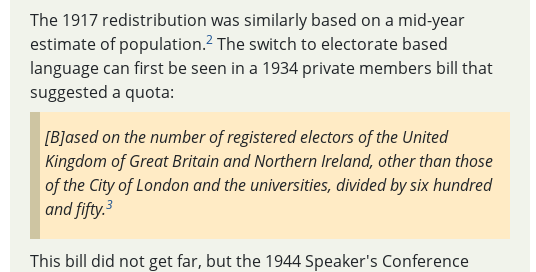 The 1917 redistribution was similarly based on a mid-year
estimate of population.2 The switch to electorate based
language can first be seen in a 1934 private members bill that
suggested a quota:
[B]ased on the number of registered electors of the United
Kingdom of Great Britain and Northern Ireland, other than those
of the City of London and the universities, divided by six hundred
and fifty.3
This bill did not get far, but the 1944 Speaker's Conference